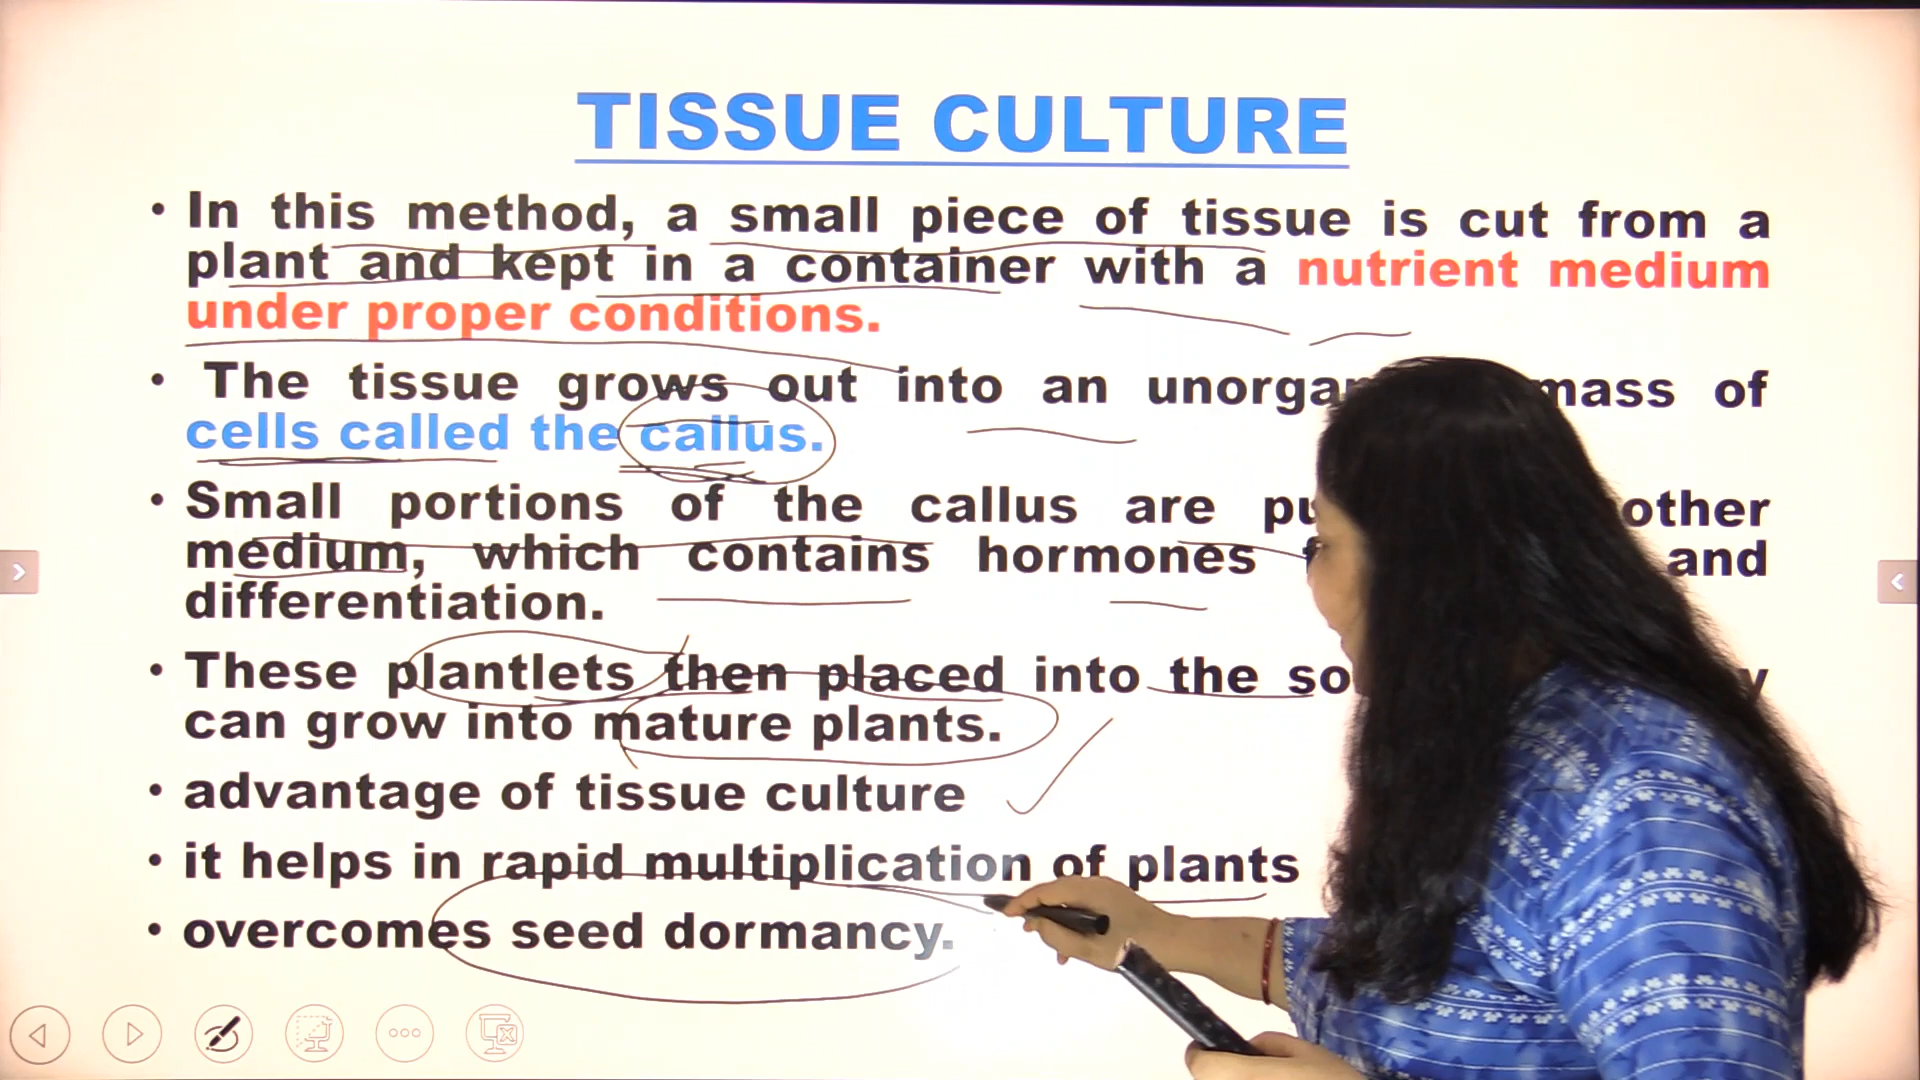 TISSUE CULTURE
• In this method, a small piece of tissue is cut from a
plant and kept in a container with a nutrient medium
under proper conditions.
• The tissue grows out into an mass of
cells called the callus.
• Small portions of the callus are other
medium, which contains hormones and
differentiation.
• These plantlets then placed into the
can grow into mature plants.
• advantage of tissue culture
• it helps in rapid multiplication of plants
• overcomes seed dormancy.